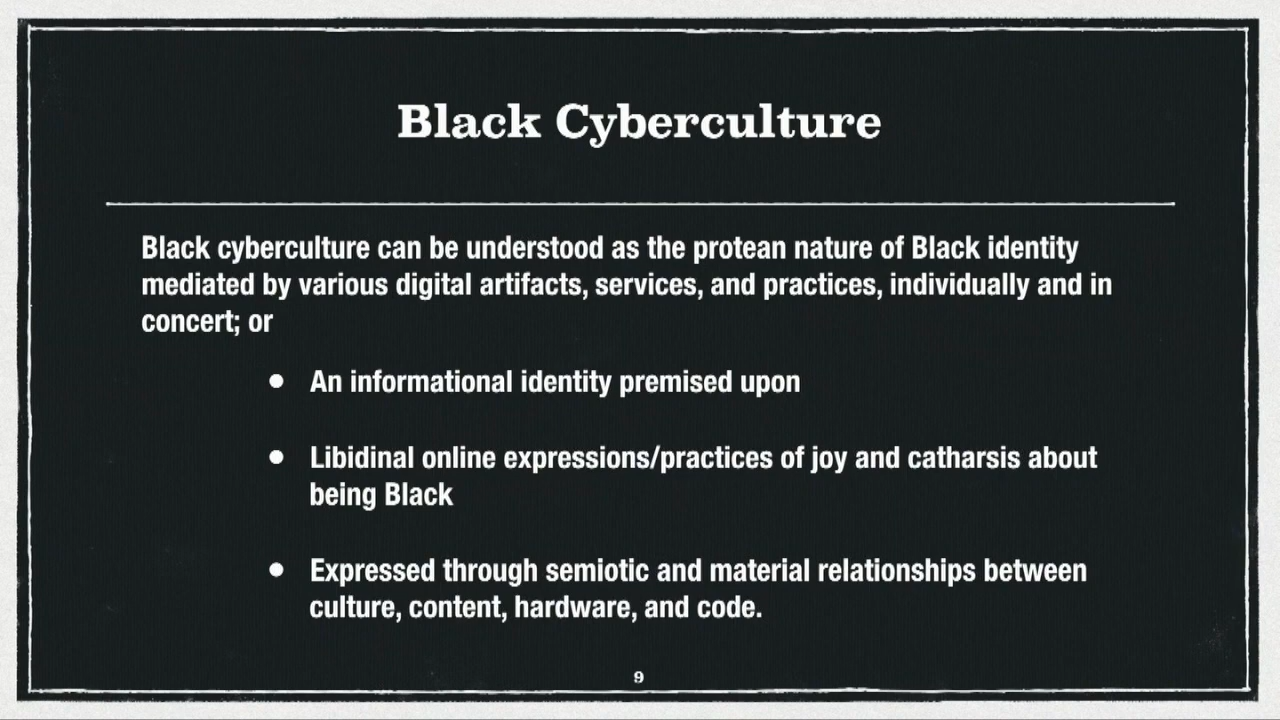 Black Cyberculture
Black cyberculture can be understood as the protean nature of Black identity
mediated by various digital artifacts, services, and practices, individually and in
concert; or
● An informational identity premised upon
● Libidinal online expressions/practices of joy and catharsis about
being Black
● Expressed through semiotic and material relationships between
culture, content, hardware, and code.
9